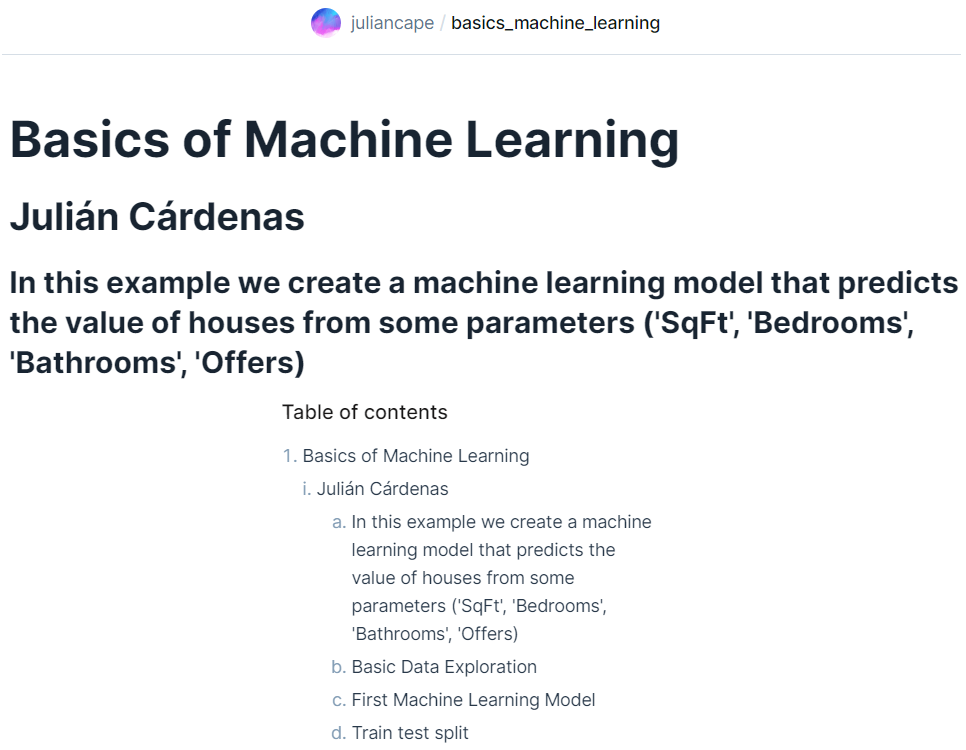 juliancape / basics_machine_learning
Basics of Machine Learning
Julián Cárdenas
In this example we create a machine learning model that predicts
the value of houses from some parameters ('SqFt', 'Bedrooms',
'Bathrooms', 'Offers)
Table of contents
1. Basics of Machine Learning
i. Julián Cárdenas
a. In this example we create a machine
learning model that predicts the
value of houses from some
parameters ('SqFt', 'Bedrooms',
'Bathrooms', 'Offers)
b. Basic Data Exploration
c. First Machine Learning Model
d. Train test split